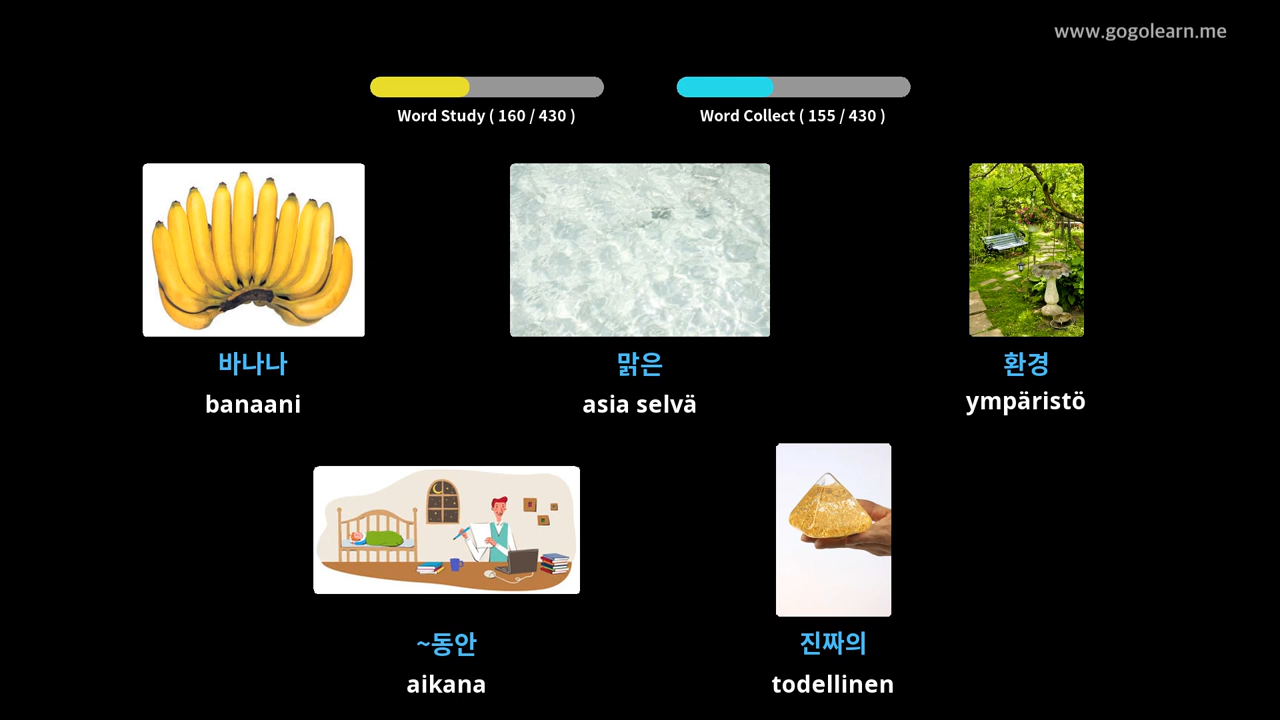 www.gogolearn.me
Word Study ( 160 / 430 )
Word Collect ( 155 / 430 )
바나나
맑은
환경
banaani
asia selvä
ympäristö
~동안
진짜의
aikana
todellinen